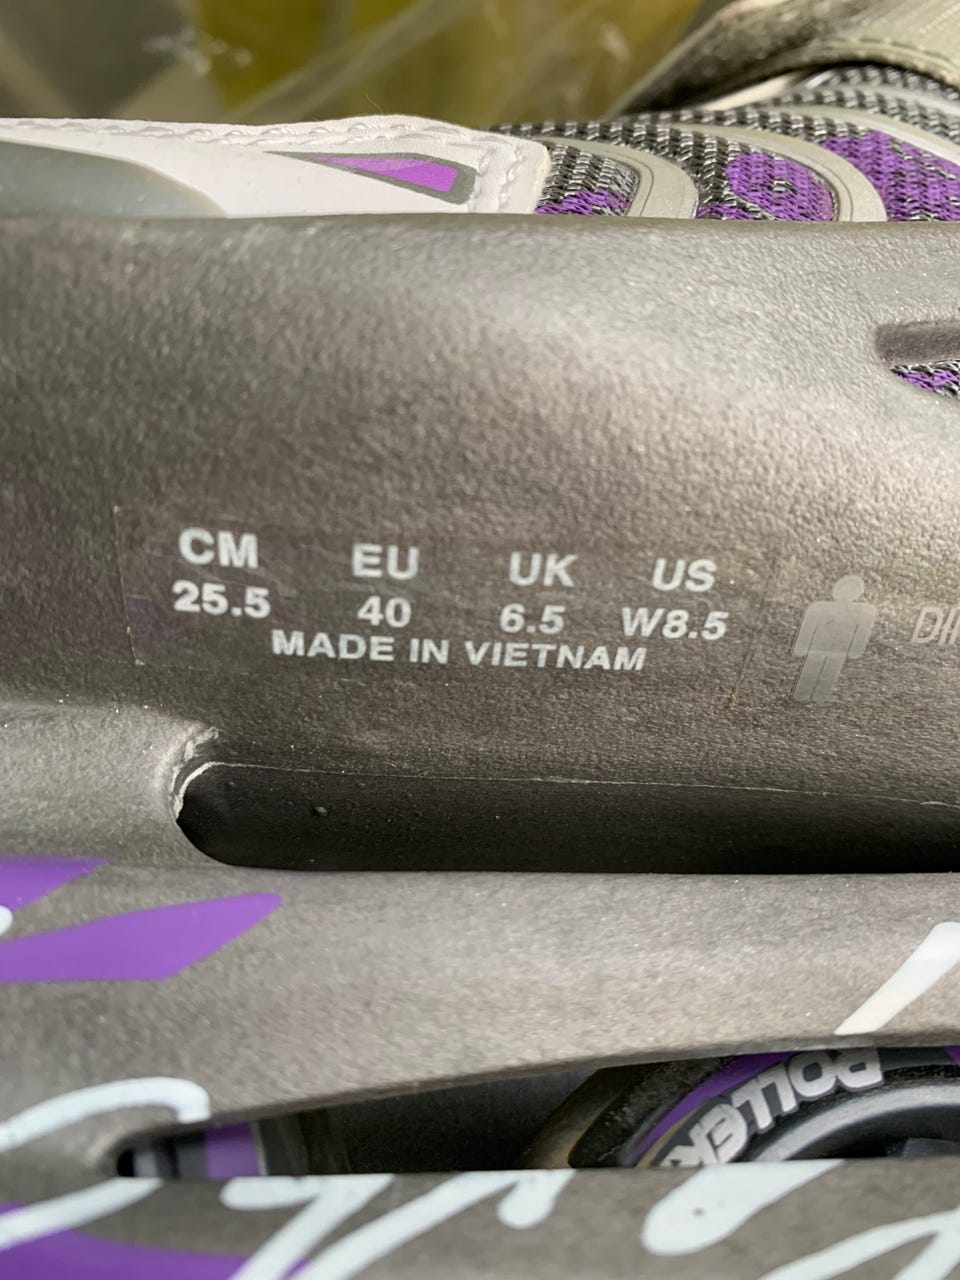 CM EU UK US
25.5 40 6.5 W8.5
MADE IN VIETNAM